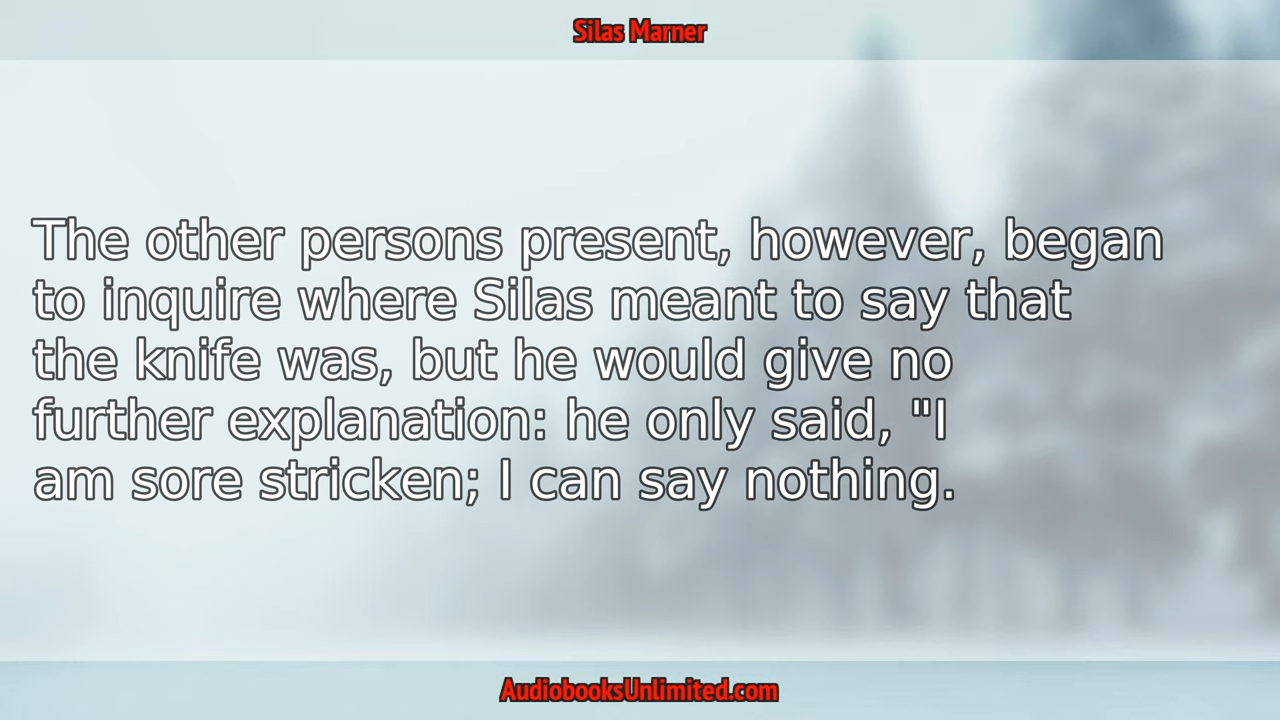 Silas Marner
The other persons present, however, began
to inquire where Silas meant to say that
the knife was, but he would give no
further explanation: he only said, "I
am sore stricken; I can say nothing.
AudiobooksUnlimited.com